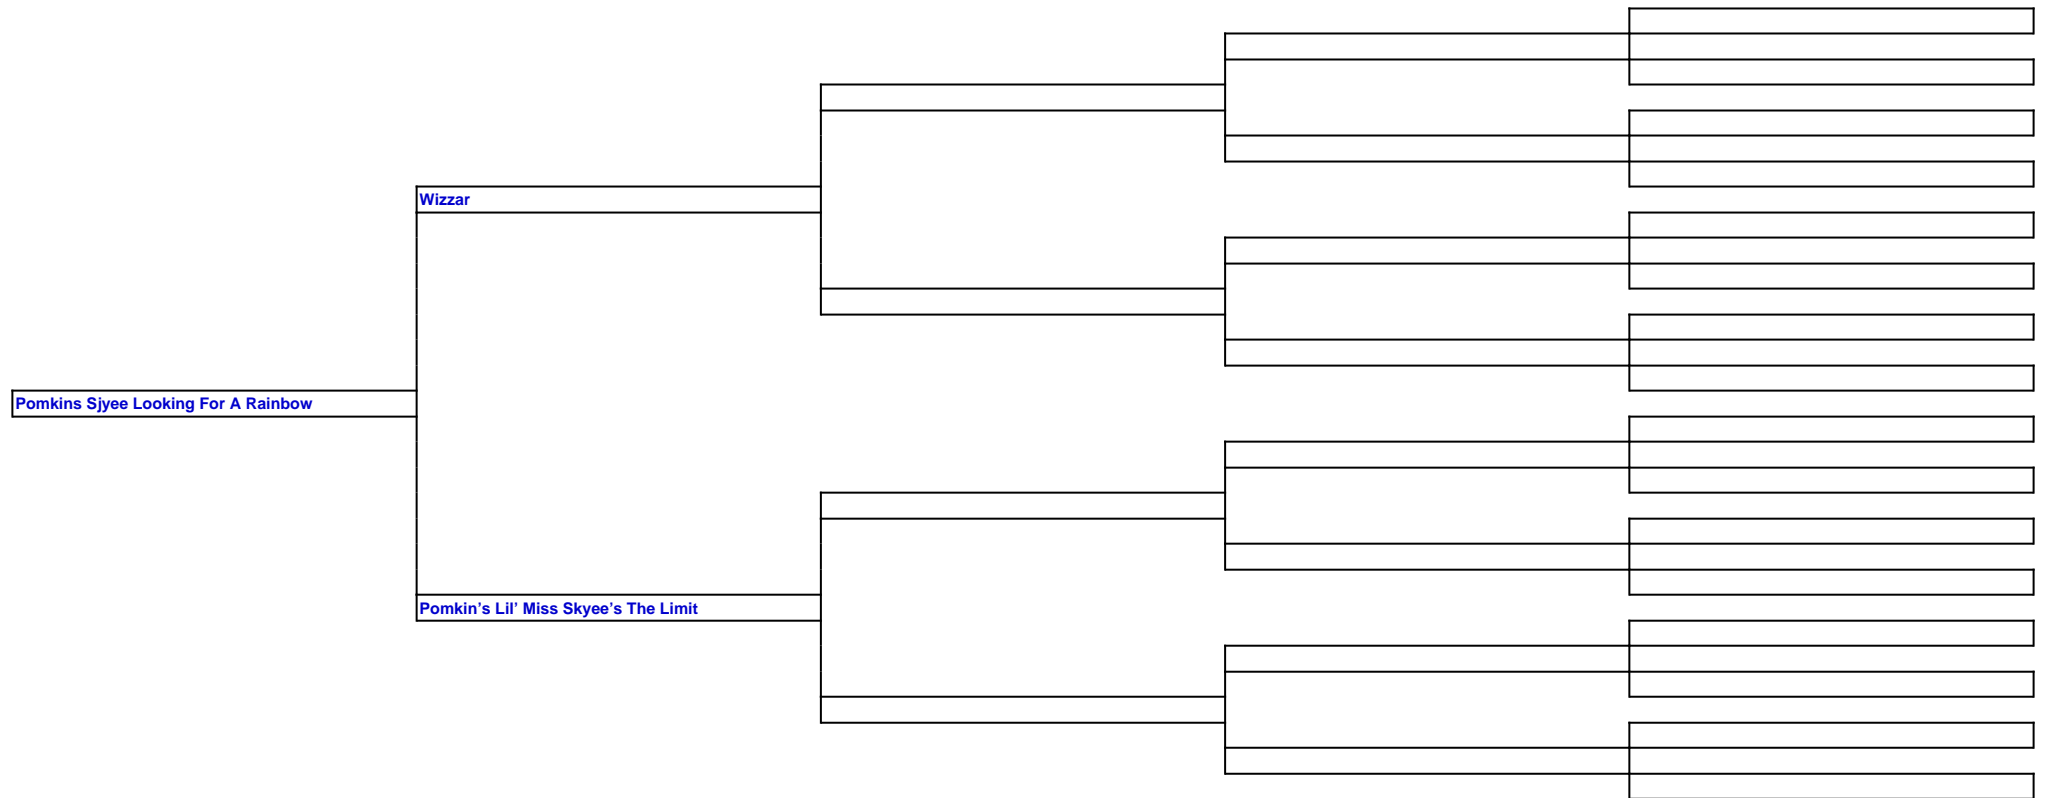 Wizzar
Pomkins Sjyee Looking For A Rainbow
Pomkin’s Lil’ Miss Skyee’s The Limit